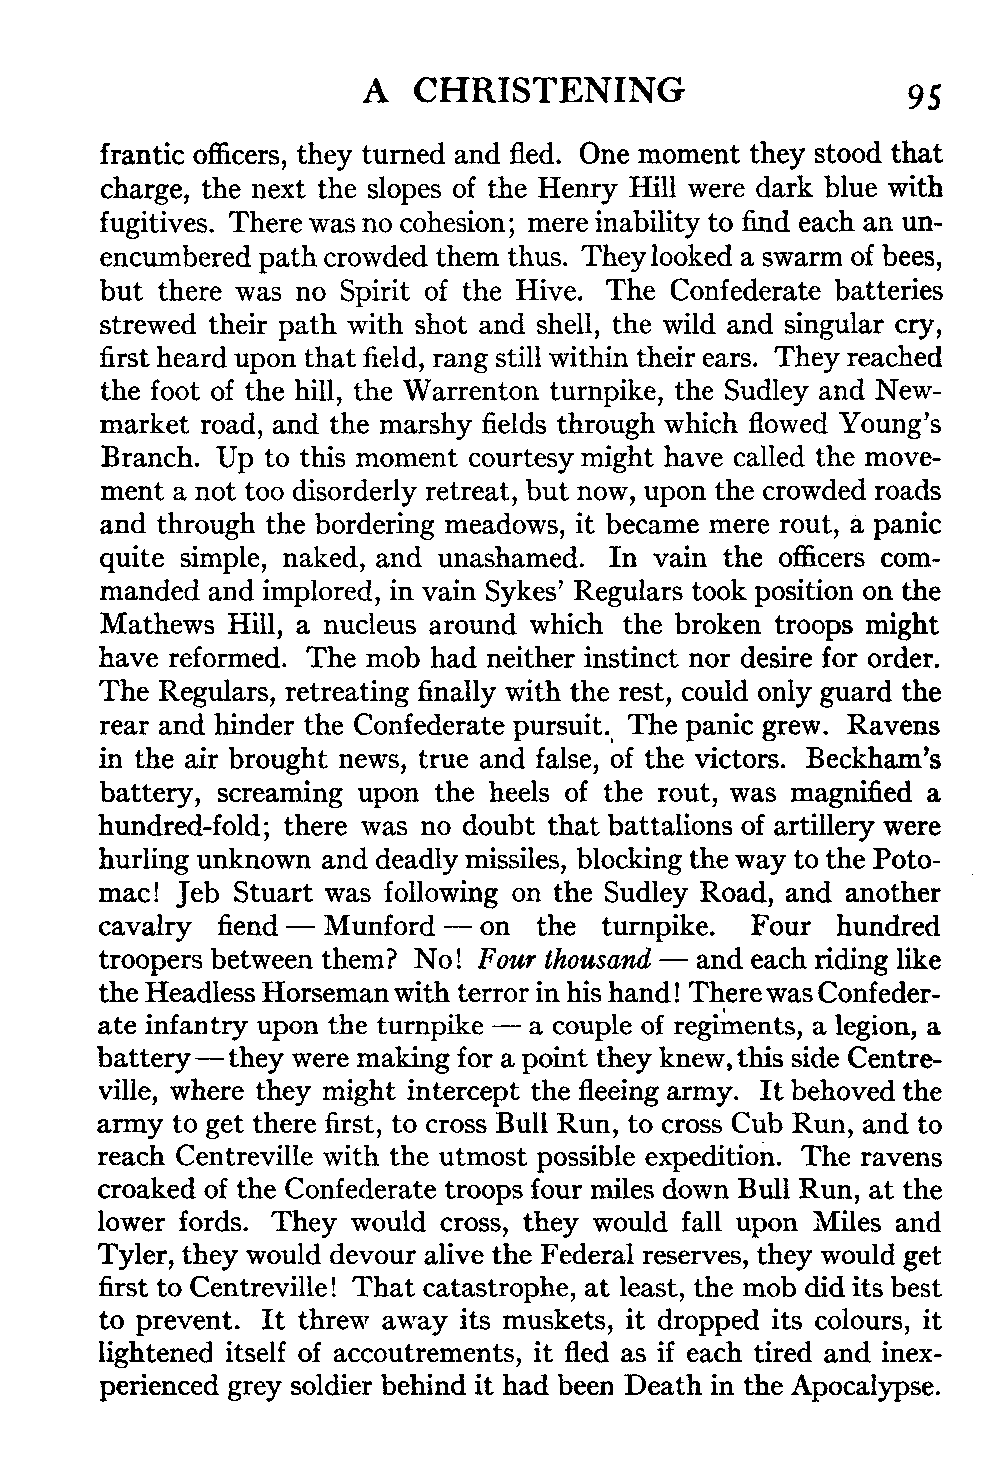 A CHRISTENING 95
frantic officers, they turned and fled. One moment they stood that
charge, the next the slopes of the Henry Hill were dark blue with
fugitives. There was no cohesion; mere inability to find each an un-
encumbered path crowded them thus. They looked a swarm of bees,
but there was no Spirit of the Hive. The Confederate batteries
strewed their path with shot and shell, the wild and singular cry,
first heard upon that field, rang still within their ears. They reached
the foot of the hill, the Warrenton turnpike, the Sudley and New-
market road, and the marshy fields through which flowed Young's
Branch. Up to this moment courtesy might have called the move-
ment a not too disorderly retreat, but now, upon the crowded roads
and through the bordering meadows, it became mere rout, a panic
quite simple, naked, and unashamed. In vain the officers com-
manded and implored, in vain Sykes' Regulars took position on the
Mathews Hill, a nucleus around which the broken troops might
have reformed. The mob had neither instinct nor desire for order.
The Regulars, retreating finally with the rest, could only guard the
rear and hinder the Confederate pursuit. The panic grew. Ravens
in the air brought news, true and false, of the victors. Beckham's
battery, screaming upon the heels of the rout, was magnified a
hundred-fold; there was no doubt that battalions of artillery were
hurling unknown and deadly missiles, blocking the way to the Poto-
mac! Jeb Stuart was following on the Sudley Road, and another
cavalry fiend — Munford — on the turnpike. Four hundred
troopers between them? No! Four thousand — and each riding like
the Headless Horseman with terror in his hand! There was Confeder-
ate infantry upon the turnpike — a couple of regiments, a legion, a
battery — they were making for a point they knew, this side Centre-
ville, where they might intercept the fleeing army. It behoved the
army to get there first, to cross Bull Run, to cross Cub Run, and to
reach Centreville with the utmost possible expedition. The ravens
croaked of the Confederate troops four miles down Bull Run, at the
lower fords. They would cross, they would fall upon Miles and
Tyler, they would devour alive the Federal reserves, they would get
first to Centreville! That catastrophe, at least, the mob did its best
to prevent. It threw away its muskets, it dropped its colours, it
lightened itself of accoutrements, it fled as if each tired and inex-
perienced grey soldier behind it had been Death in the Apocalypse.